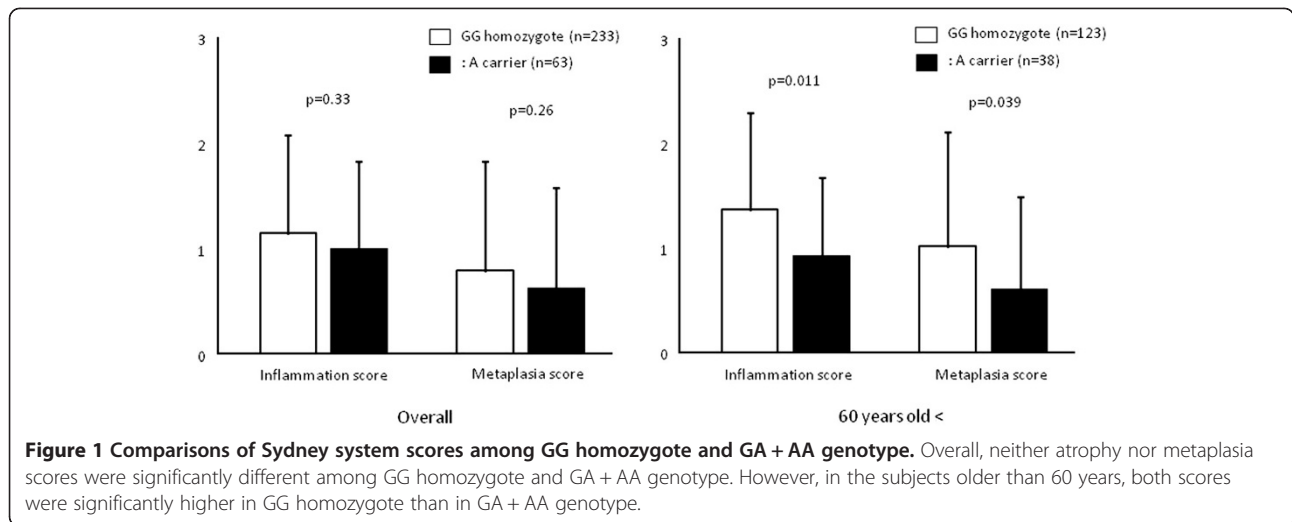 3
2
1
0
GG homozygote (n=233)
: A carrier (n=63)
p=0.33
p=0.26
Inflammation score
Metaplasia score
Overall
3
2
1
0
GG homozygote (n=123)
: A carrier (n=38)
p=0.011
p=0.039
Inflammation score
Metaplasia score
60 years old <
Figure 1 Comparisons of Sydney system scores among GG homozygote and GA + AA genotype. Overall, neither atrophy nor metaplasia
scores were significantly different among GG homozygote and GA + AA genotype. However, in the subjects older than 60 years, both scores
were significantly higher in GG homozygote than in GA + AA genotype.